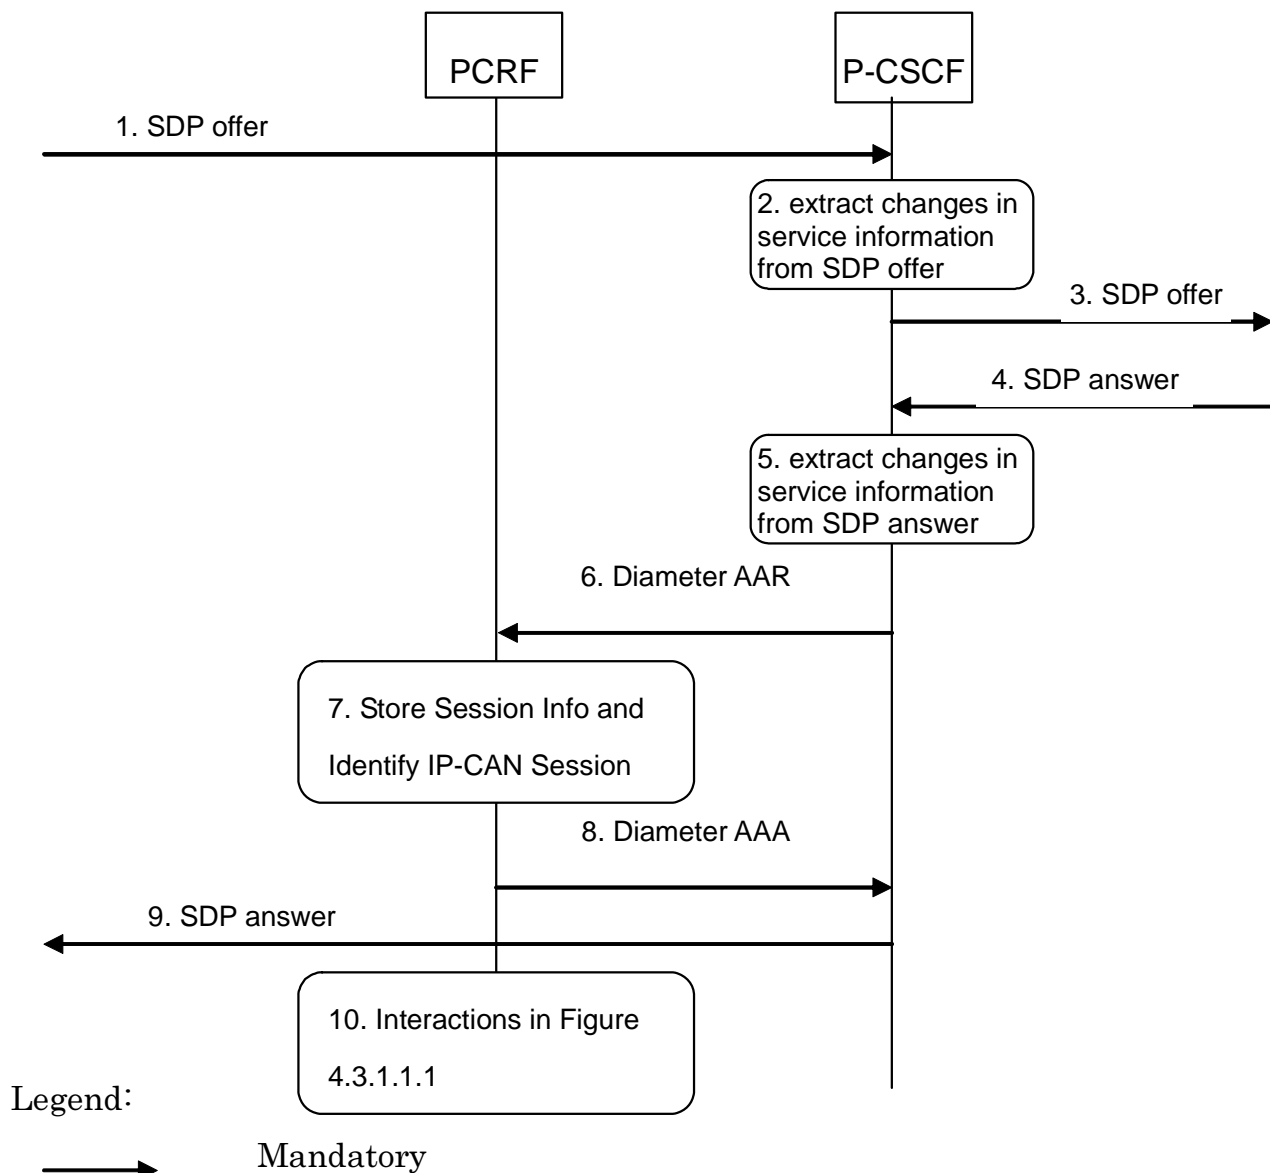 PCRF
P-CSCF
1. SDP offer
2. extract changes in
service information
from SDP offer
3. SDP offer
4. SDP answer
5. extract changes in
service information
from SDP answer
6. Diameter AAR
7. Store Session Info and
Identify IP-CAN Session
8. Diameter AAA
9. SDP answer
10. Interactions in Figure
4.3.1.1.1
Legend:
Mandatory